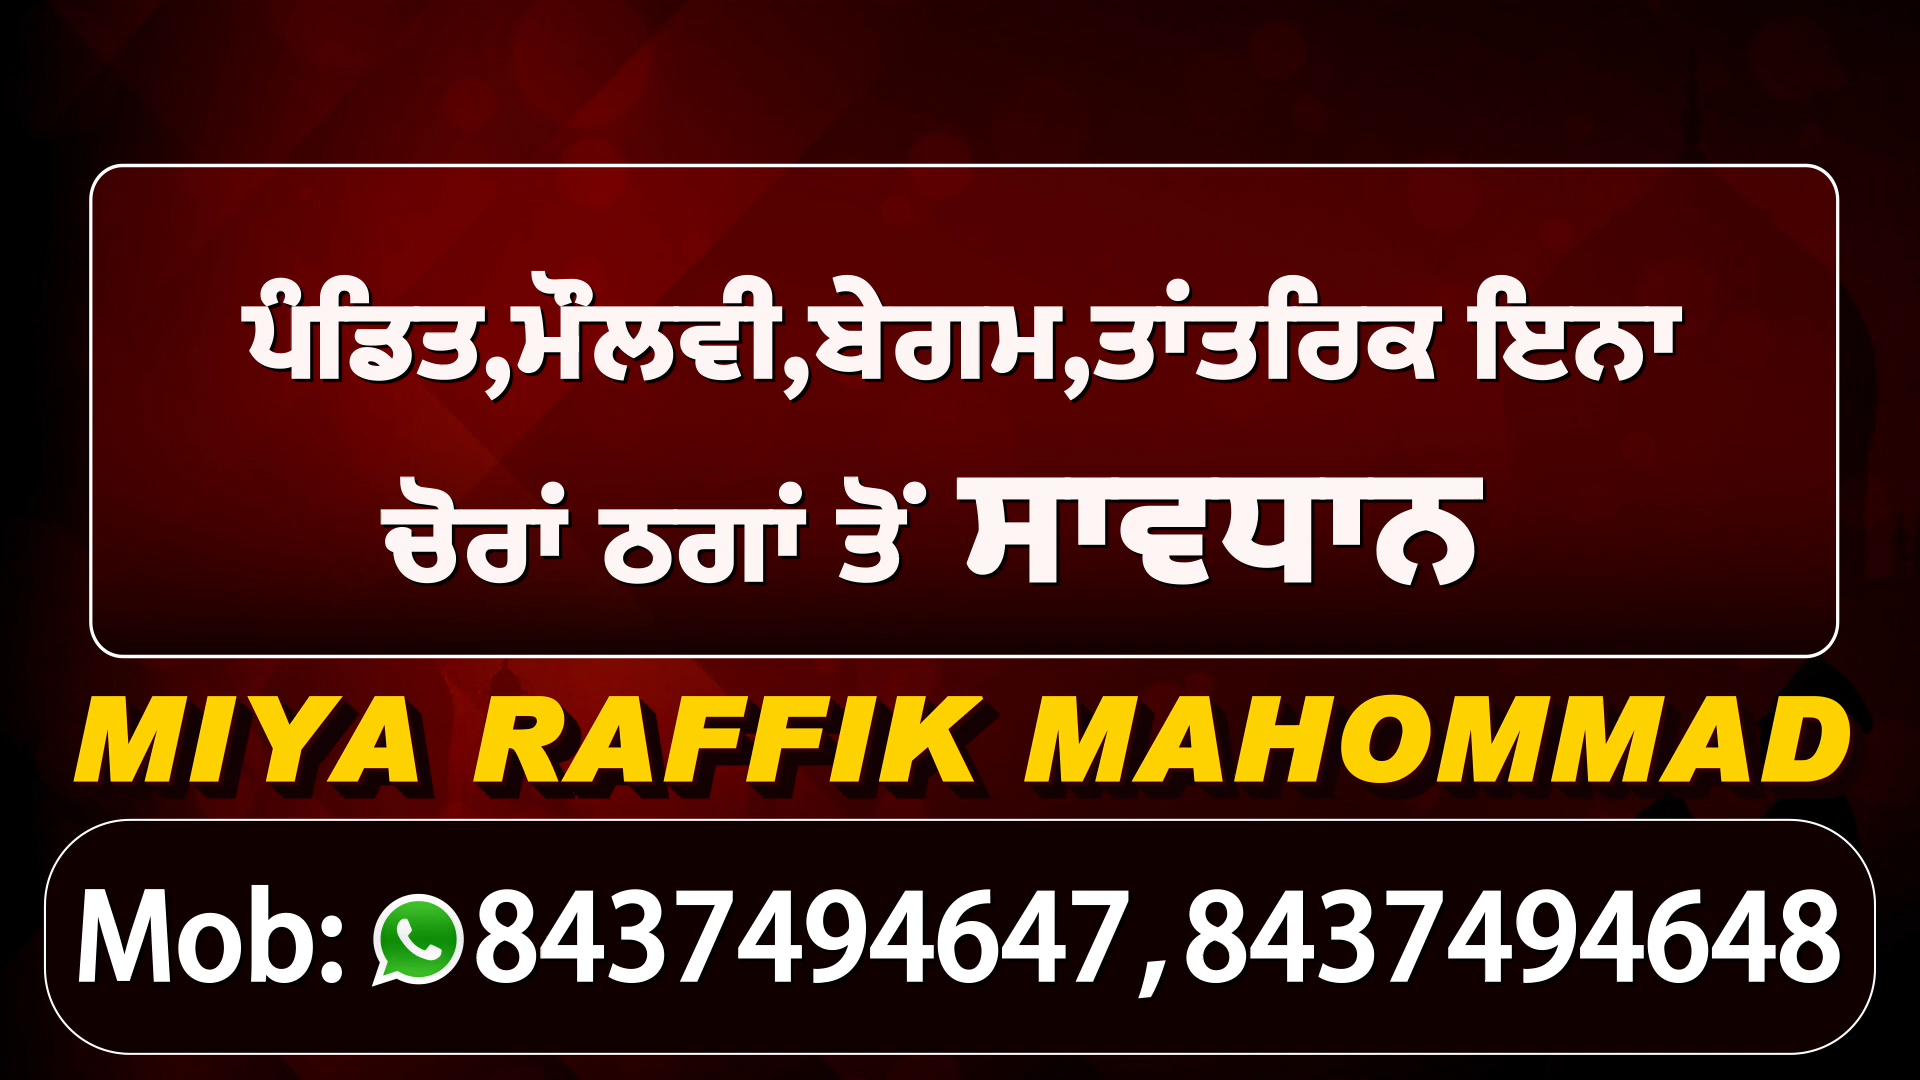 ਪੰਡਿਤ,ਮੌਲਵੀ,ਬੇਗਮ,ਤਾਂਤਰਿਕ ਇਨਾ
ਚੋਰਾਂ ਠਗਾਂ ਤੋਂ ਸਾਵਧਾਨ
MIYA RAFFIK MAHOMMAD
Mob: 8437494647, 8437494648